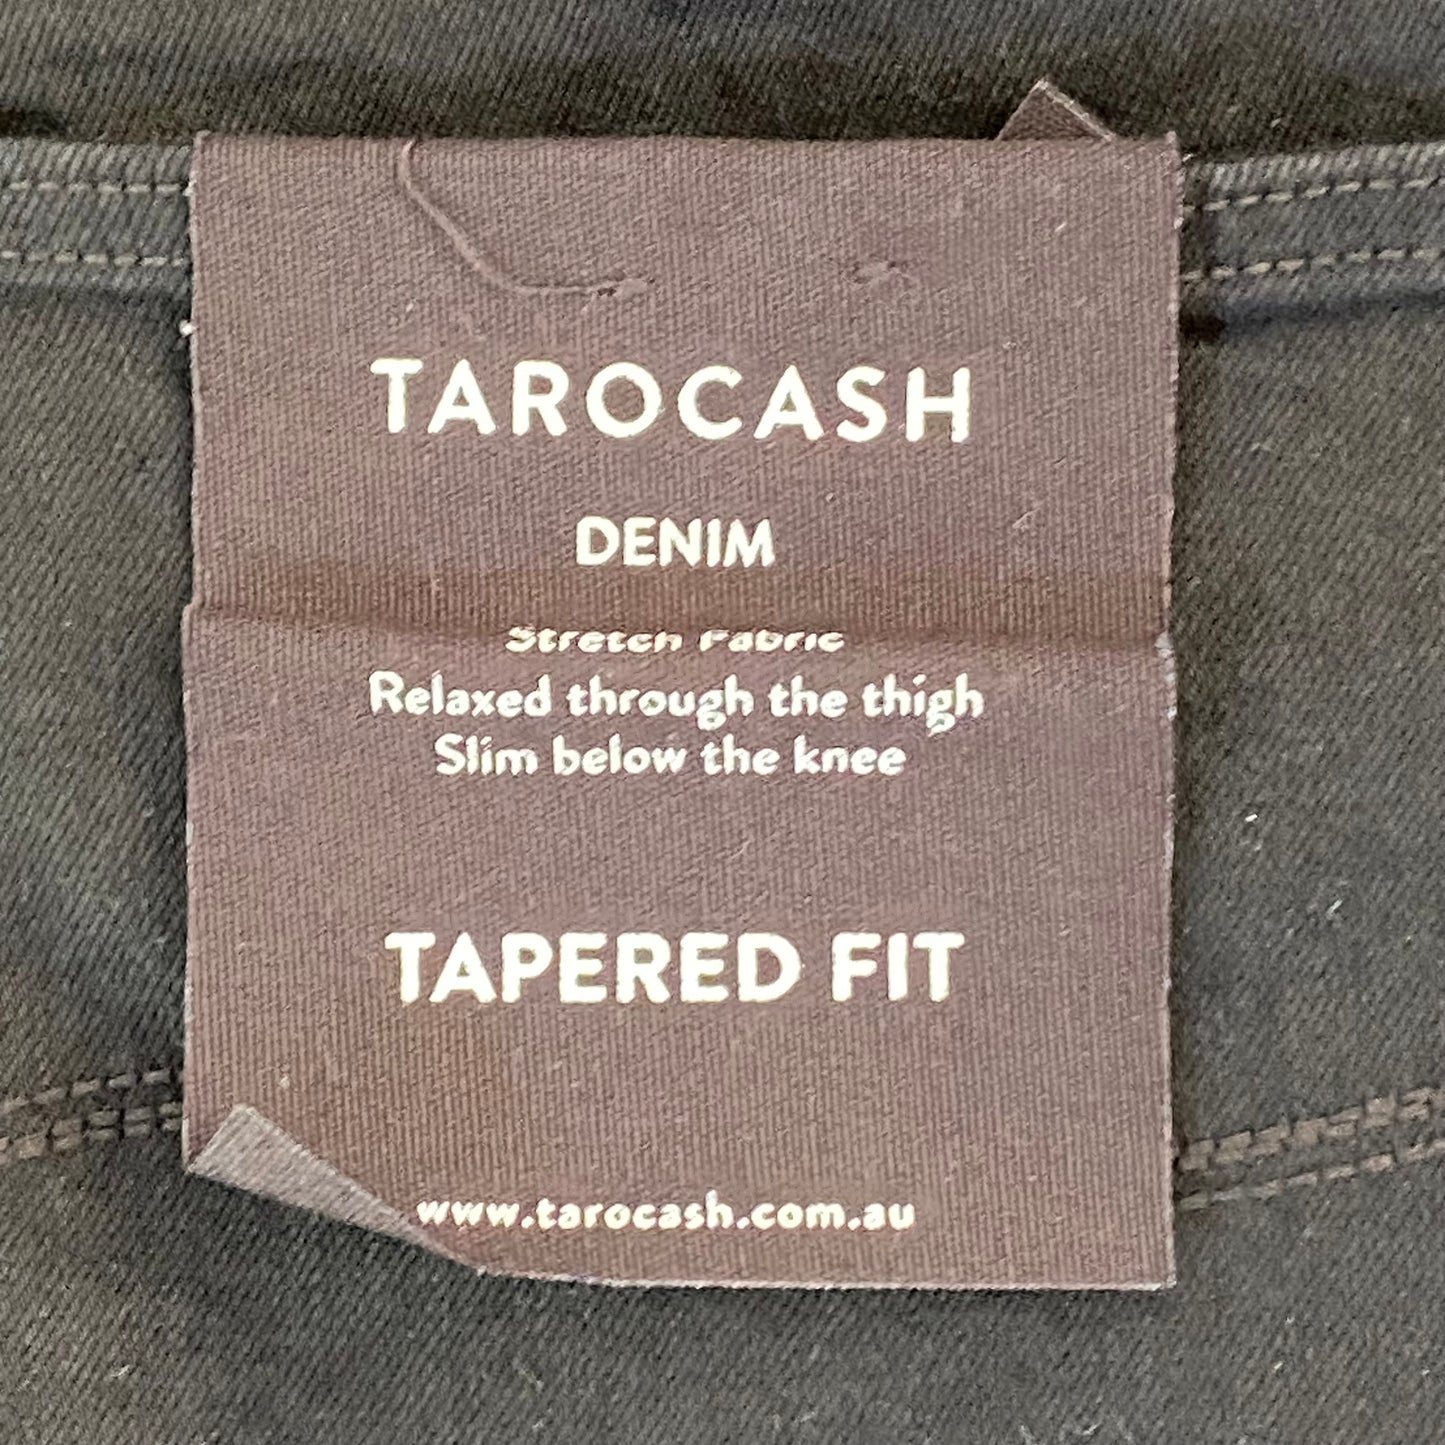 TAROCASH
DENIM
Stretch Fabric
Relaxed through the thigh
Slim below the knee
TAPERED FIT
www.tarocash.com.au